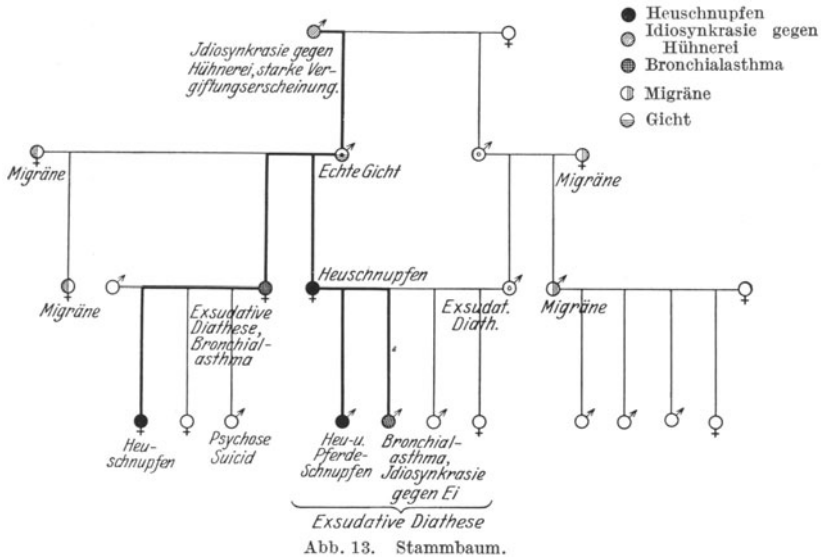 Heuschnupfen
Idiosynkrasie gegen
Hühnerei
Bronchialasthma
Migräne
Gicht
Jdiosynkrasie gegen
Hühnerei, starke Ver-
giftungserscheinung.
Migräne
Echte Gicht
Migräne
Migräne
Exsudative
Diathese,
Bronchial-
asthma
Heuschnupfen
Exsudat.
Diath.
Migräne
Heu-
schnupfen
Psychose
Suicid
Heu- u.
Pferde-
Schnupfen
Bronchial-
asthma,
Jdiosynkrasie
gegen Ei
Exsudative Diathese
Abb. 13. Stammbaum.